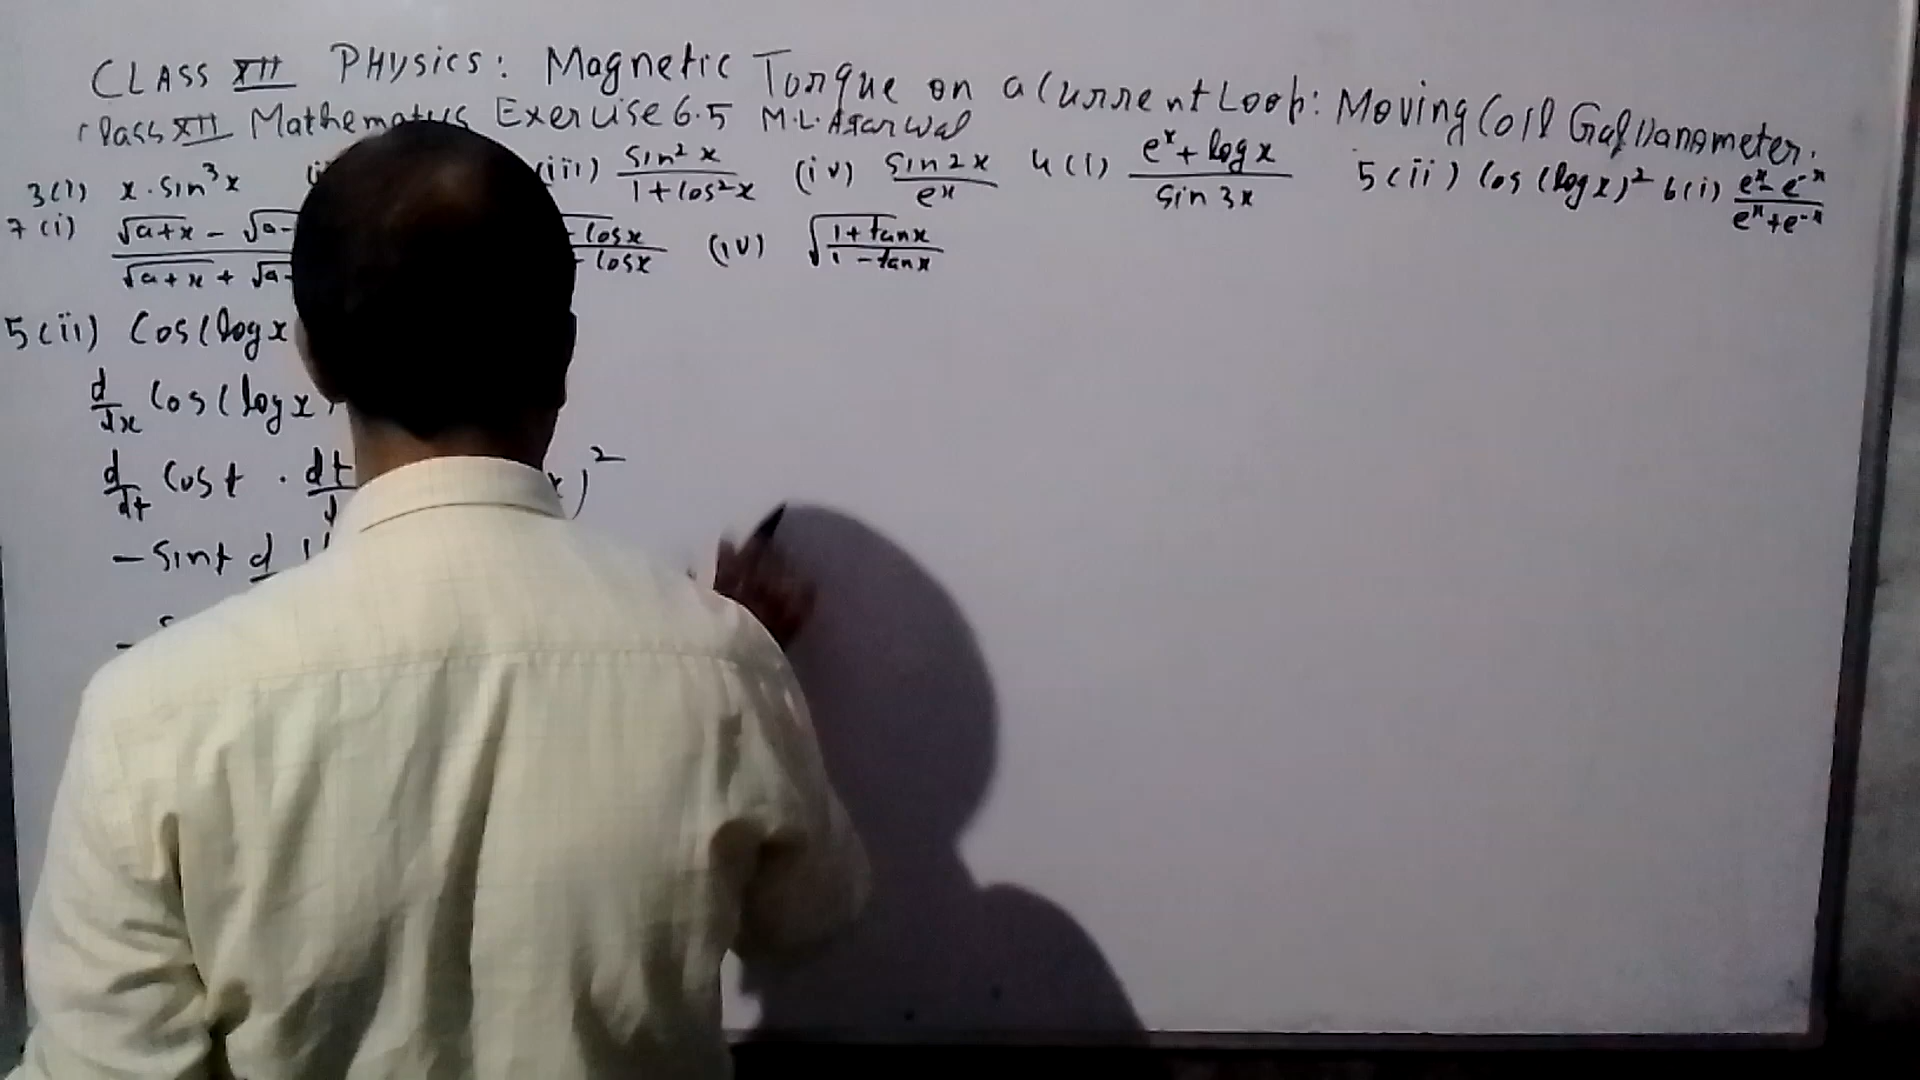 CLASS XII PHysics: Magnetic Torque on a Current Loop: Moving Coil Galvanometer.
Class XII Mathematics Exercise 6.5 M.L. Agarwal
3(i) x·sin³x (iii) sin²x / 1+cos²x (iv) sin2x / eˣ 4(i) eˣ+logx / sin3x 5(ii) cos(logx)² 6(i) eˣ-e⁻ˣ / eˣ+e⁻ˣ
7(i) √a+x - √a- / √a+x + √a- cosx / cosx (iv) √1+tanx / 1-tanx
5(ii) Cos(logx
d/dx Cos(logx)
d/dt Cost · dt )²
- Sint d
-